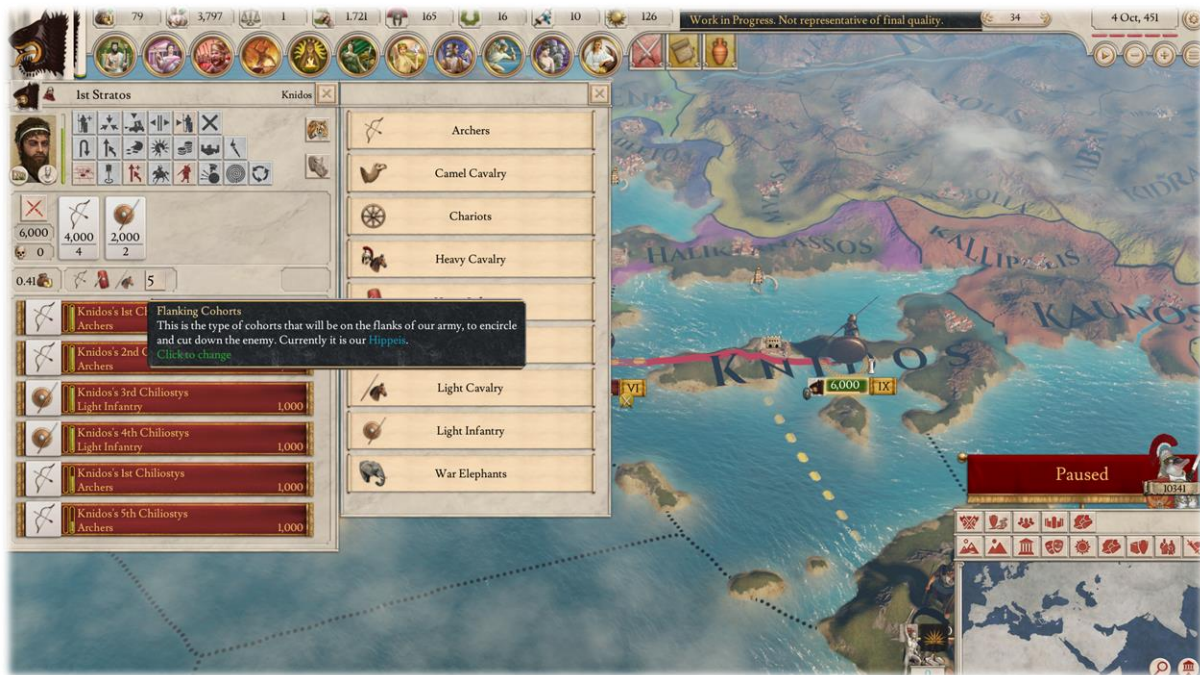 79
3,797
1
1.721
165
16
10
126
Work in Progress. Not representative of final quality.
34
4 Oct, 451
1st Stratos
Knidos
6,000
0
4,000
4
2,000
2
0.41
5
Knidos's 1st Ch
Archers
Knidos's 2nd C
Archers
Knidos's 3rd Chiliostys
Light Infantry
1,000
Knidos's 4th Chiliostys
Light Infantry
1,000
Knidos's 1st Chiliostys
Archers
1,000
Knidos's 5th Chiliostys
Archers
1,000
Flanking Cohorts
This is the type of cohorts that will be on the flanks of our army, to encircle
and cut down the enemy. Currently it is our Hippeis.
Click to change
Archers
Camel Cavalry
Chariots
Heavy Cavalry
Light Cavalry
Light Infantry
War Elephants
KALLIPOLIS
KAUNOS
KIDRA
KNIDOS
VI
6,000
IX
Paused
10341